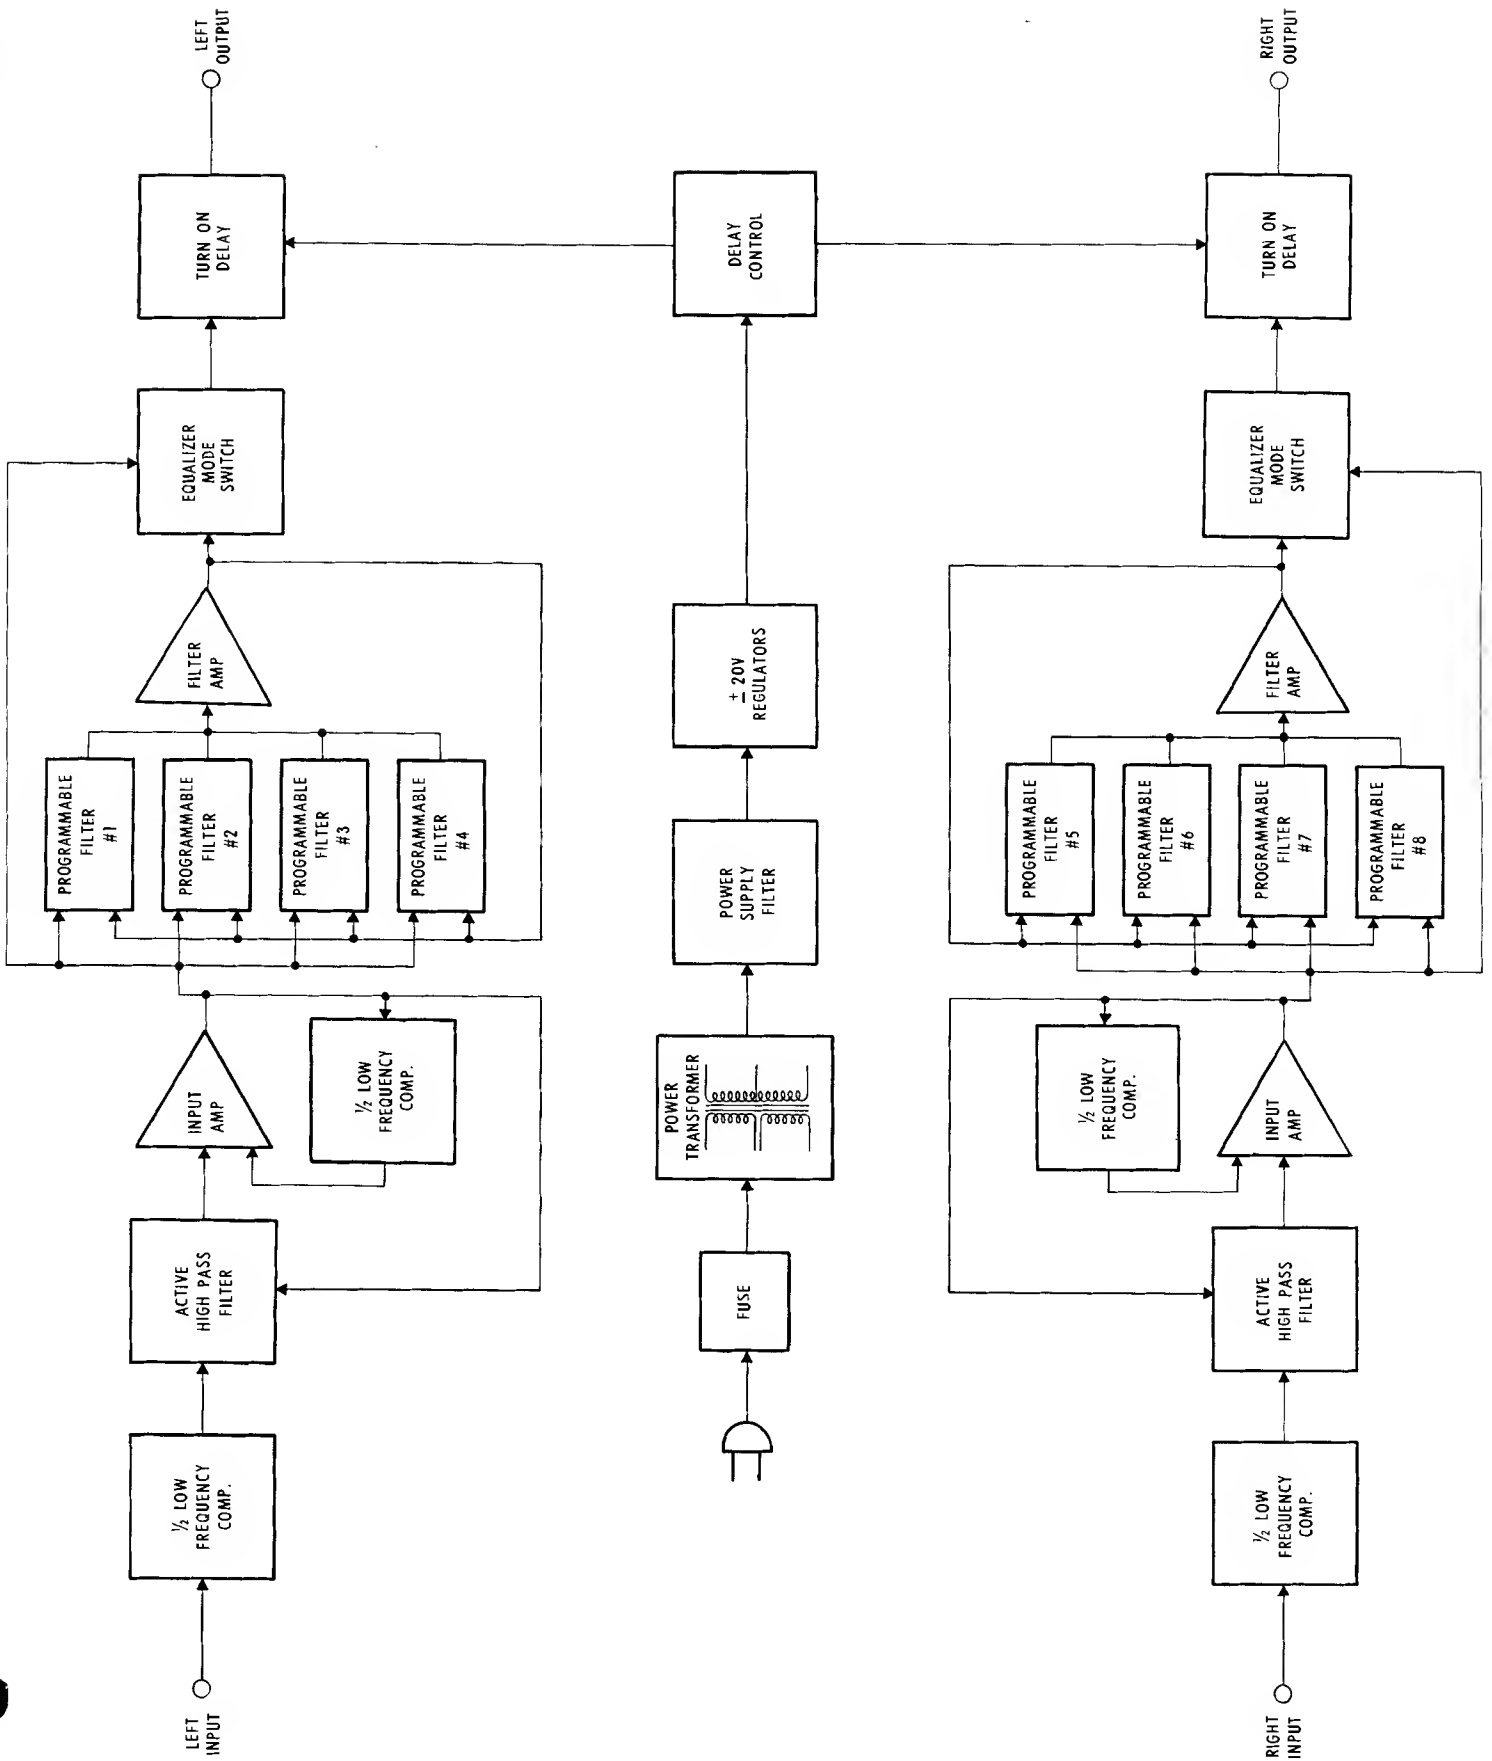 LEFT
INPUT
½ LOW
FREQUENCY
COMP.
ACTIVE
HIGH PASS
FILTER
INPUT
AMP
½ LOW
FREQUENCY
COMP.
PROGRAMMABLE
FILTER
#1
PROGRAMMABLE
FILTER
#2
PROGRAMMABLE
FILTER
#3
PROGRAMMABLE
FILTER
#4
FILTER
AMP
EQUALIZER
MODE
SWITCH
TURN ON
DELAY
LEFT
OUTPUT
FUSE
POWER
TRANSFORMER
POWER
SUPPLY
FILTER
± 20V
REGULATORS
DELAY
CONTROL
RIGHT
INPUT
½ LOW
FREQUENCY
COMP.
ACTIVE
HIGH PASS
FILTER
½ LOW
FREQUENCY
COMP.
INPUT
AMP
PROGRAMMABLE
FILTER
#5
PROGRAMMABLE
FILTER
#6
PROGRAMMABLE
FILTER
#7
PROGRAMMABLE
FILTER
#8
FILTER
AMP
EQUALIZER
MODE
SWITCH
TURN ON
DELAY
RIGHT
OUTPUT